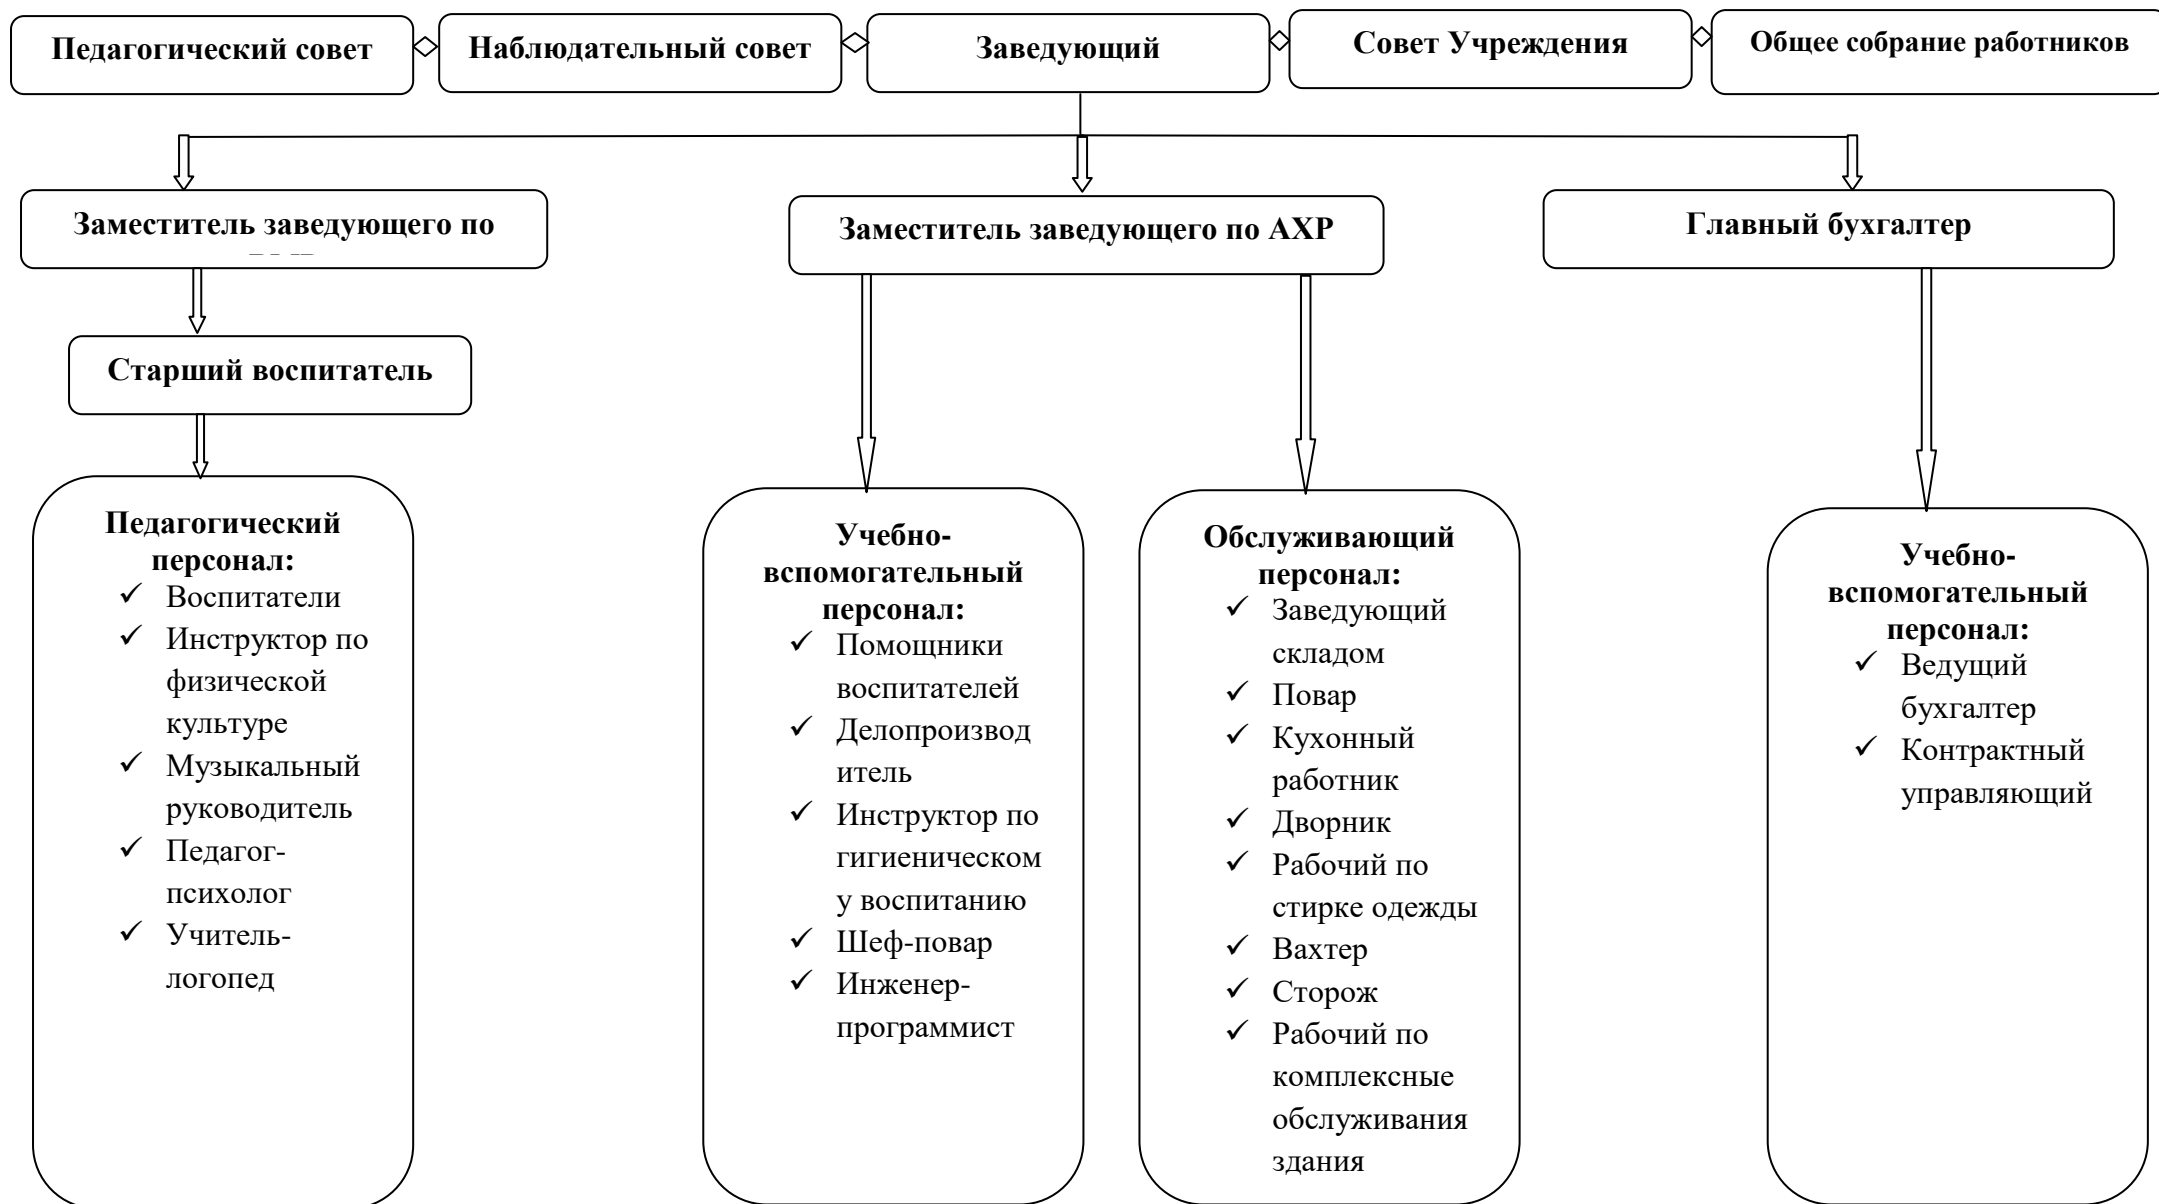 Педагогический совет
Наблюдательный совет
Заведующий
Совет Учреждения
Общее собрание работников
Заместитель заведующего по
Заместитель заведующего по АХР
Главный бухгалтер
Старший воспитатель
Педагогический
персонал:
✓ Воспитатели
✓ Инструктор по
физической
культуре
✓ Музыкальный
руководитель
✓ Педагог-
психолог
✓ Учитель-
логопед
Учебно-
вспомогательный
персонал:
✓ Помощники
воспитателей
✓ Делопроизвод
итель
✓ Инструктор по
гигиеническом
у воспитанию
✓ Шеф-повар
✓ Инженер-
программист
Обслуживающий
персонал:
✓ Заведующий
складом
✓ Повар
✓ Кухонный
работник
✓ Дворник
✓ Рабочий по
стирке одежды
✓ Вахтер
✓ Сторож
✓ Рабочий по
комплексные
обслуживания
здания
Учебно-
вспомогательный
персонал:
✓ Ведущий
бухгалтер
✓ Контрактный
управляющий